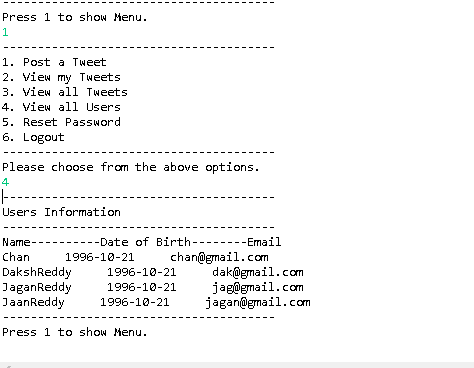 ---------------------------------------
Press 1 to show Menu.
1
---------------------------------------
1. Post a Tweet
2. View my Tweets
3. View all Tweets
4. View all Users
5. Reset Password
6. Logout
---------------------------------------
Please choose from the above options.
4
---------------------------------------
Users Information
---------------------------------------
Name----------Date of Birth--------Email
Chan     1996-10-21     chan@gmail.com
DakshReddy     1996-10-21     dak@gmail.com
JaganReddy     1996-10-21     jag@gmail.com
JaanReddy     1996-10-21     jagan@gmail.com
---------------------------------------
Press 1 to show Menu.